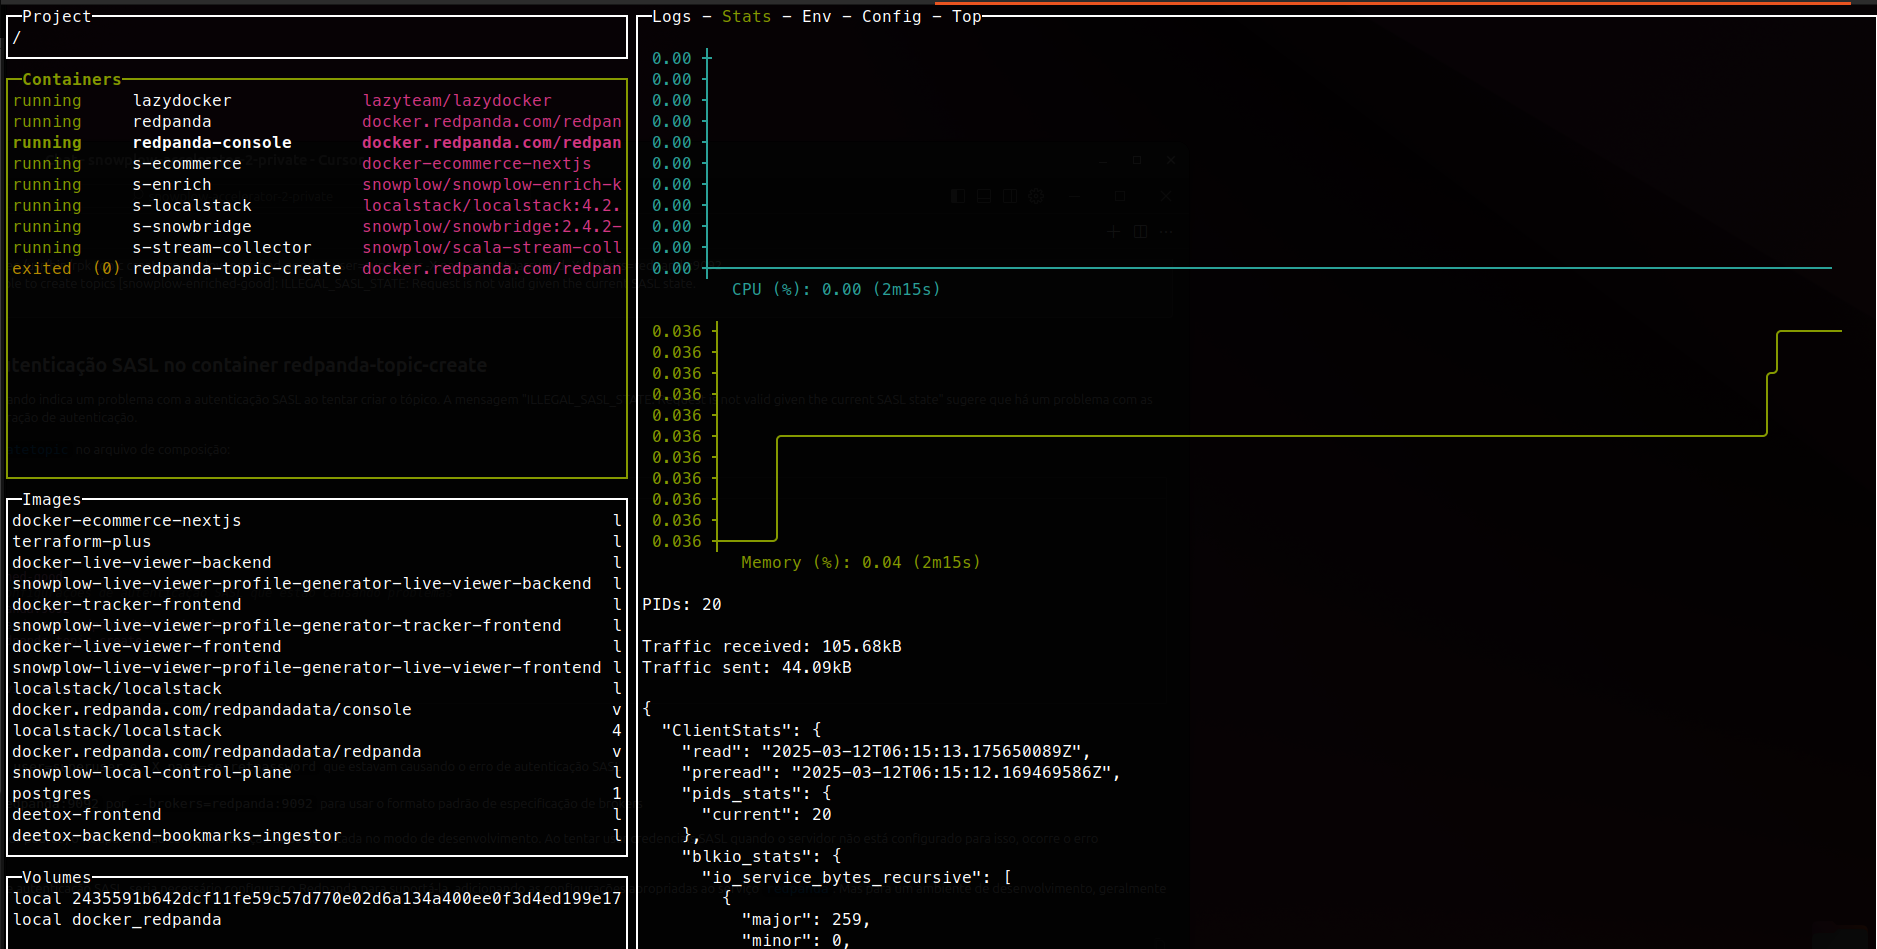 Project
/
Containers
running lazydocker lazyteam/lazydocker
running redpanda docker.redpanda.com/redpan
running redpanda-console docker.redpanda.com/redpan
running s-ecommerce docker-ecommerce-nextjs
running s-enrich snowplow/snowplow-enrich-k
running s-localstack localstack/localstack:4.2.
running s-snowbridge snowplow/snowbridge:2.4.2-
running s-stream-collector snowplow/scala-stream-coll
exited (0) redpanda-topic-create docker.redpanda.com/redpan
Images
docker-ecommerce-nextjs l
terraform-plus l
docker-live-viewer-backend l
snowplow-live-viewer-profile-generator-live-viewer-backend l
docker-tracker-frontend l
snowplow-live-viewer-profile-generator-tracker-frontend l
docker-live-viewer-frontend l
snowplow-live-viewer-profile-generator-live-viewer-frontend l
localstack/localstack l
docker.redpanda.com/redpandadata/console v
localstack/localstack 4
docker.redpanda.com/redpandadata/redpanda v
snowplow-local-control-plane l
postgres 1
deetox-frontend l
deetox-backend-bookmarks-ingestor l
Volumes
local 2435591b642dcf11fe59c57d770e02d6a134a400ee0f3d4ed199e17
local docker_redpanda
Logs - Stats - Env - Config - Top
0.00
0.00
0.00
0.00
0.00
0.00
0.00
0.00
0.00
0.00
0.00
CPU (%): 0.00 (2m15s)
0.036
0.036
0.036
0.036
0.036
0.036
0.036
0.036
0.036
0.036
0.036
Memory (%): 0.04 (2m15s)
PIDs: 20
Traffic received: 105.68kB
Traffic sent: 44.09kB
{
"ClientStats": {
"read": "2025-03-12T06:15:13.175650089Z",
"preread": "2025-03-12T06:15:12.169469586Z",
"pids_stats": {
"current": 20
},
"blkio_stats": {
"io_service_bytes_recursive": [
{
"major": 259,
"minor": 0,
tenticação SASL no container redpanda-topic-create
no arquivo de composição: